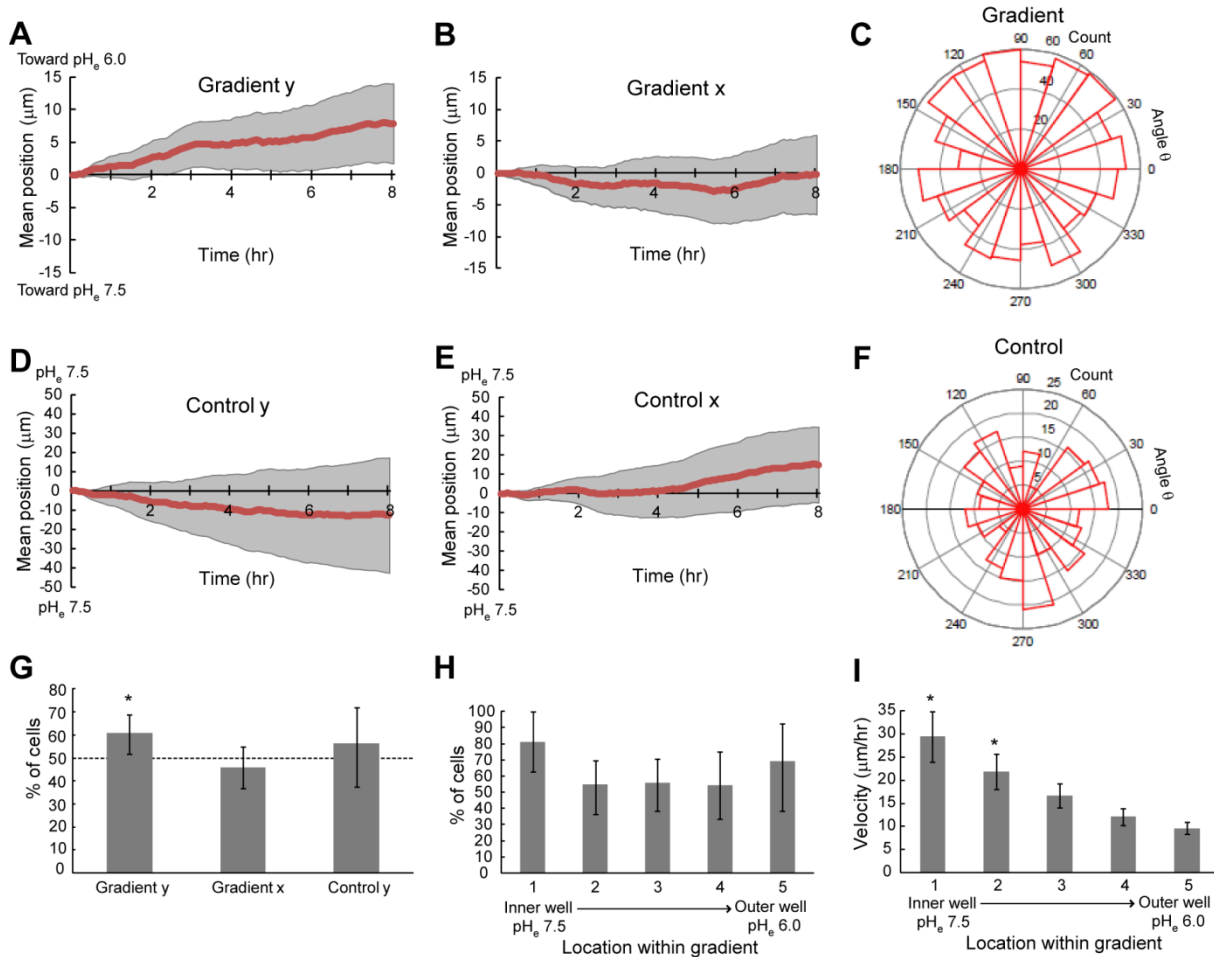 A
Toward pHe 6.0
Gradient y
Mean position (μm)
15
10
5
0
-5
-10
-15
2
4
6
8
Time (hr)
Toward pHe 7.5
B
Gradient x
Mean position (μm)
15
10
5
0
-5
-10
-15
2
4
6
8
Time (hr)
C
Gradient
90
60
Count
60
40
20
120
150
180
210
240
270
300
330
0
30
Angle θ
D
pHe 7.5
Control y
Mean position (μm)
50
40
30
20
10
0
-10
-20
-30
-40
-50
2
4
6
8
Time (hr)
pHe 7.5
E
pHe 7.5
Control x
Mean position (μm)
50
40
30
20
10
0
-10
-20
-30
-40
-50
2
4
6
8
Time (hr)
pHe 7.5
F
Control
90
25
Count
20
15
10
5
60
120
150
180
210
240
270
300
330
0
30
Angle θ
G
% of cells
80
70
60
50
40
30
20
10
0
*
Gradient y
Gradient x
Control y
H
% of cells
100
90
80
70
60
50
40
30
20
10
0
1
2
3
4
5
Inner well
pHe 7.5
Outer well
pHe 6.0
Location within gradient
I
Velocity (μm/hr)
35
30
25
20
15
10
5
0
*
*
1
2
3
4
5
Inner well
pHe 7.5
Outer well
pHe 6.0
Location within gradient